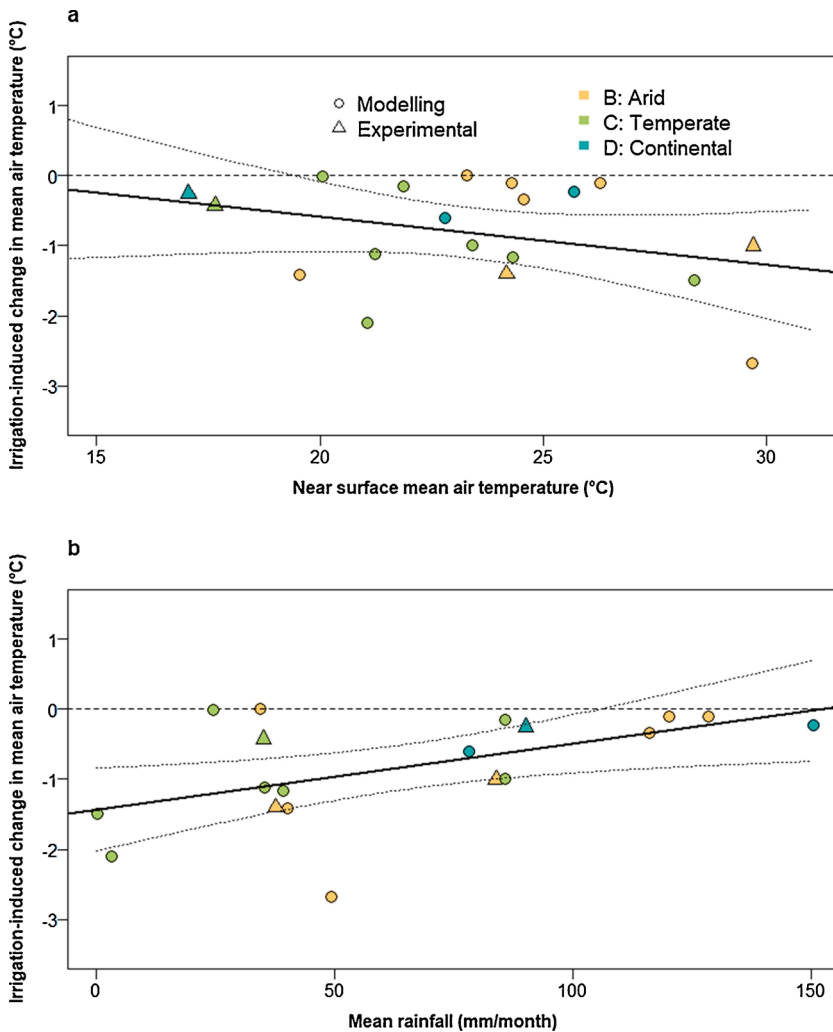 a
Irrigation-induced change in mean air temperature (°C)
1
0
-1
-2
-3
Modelling
Experimental
B: Arid
C: Temperate
D: Continental
15 20 25 30
Near surface mean air temperature (°C)
b
Irrigation-induced change in mean air temperature (°C)
1
0
-1
-2
-3
0 50 100 150
Mean rainfall (mm/month)